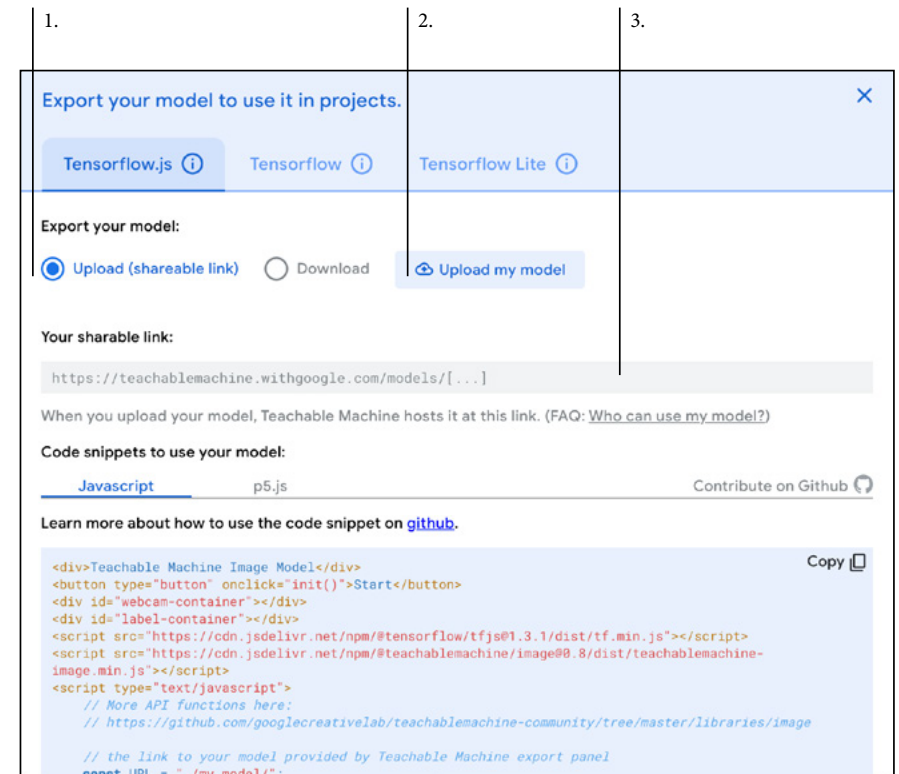 1. 2. 3.
Export your model to use it in projects.
Tensorflow.js Tensorflow Tensorflow Lite
Export your model:
Upload (shareable link) Download Upload my model
Your sharable link:
https://teachablemachine.withgoogle.com/models/[...]
When you upload your model, Teachable Machine hosts it at this link. (FAQ: Who can use my model?)
Code snippets to use your model:
Javascript p5.js Contribute on Github
Learn more about how to use the code snippet on github.
Copy
<div>Teachable Machine Image Model</div>
<button type="button" onclick="init()">Start</button>
<div id="webcam-container"></div>
<div id="label-container"></div>
<script src="https://cdn.jsdelivr.net/npm/@tensorflow/tfjs@1.3.1/dist/tf.min.js"></script>
<script src="https://cdn.jsdelivr.net/npm/@teachablemachine/image@0.8/dist/teachablemachine-
image.min.js"></script>
<script type="text/javascript">
// More API functions here:
// https://github.com/googlecreativelab/teachablemachine-community/tree/master/libraries/image
// the link to your model provided by Teachable Machine export panel
const URL = "./my_model/";